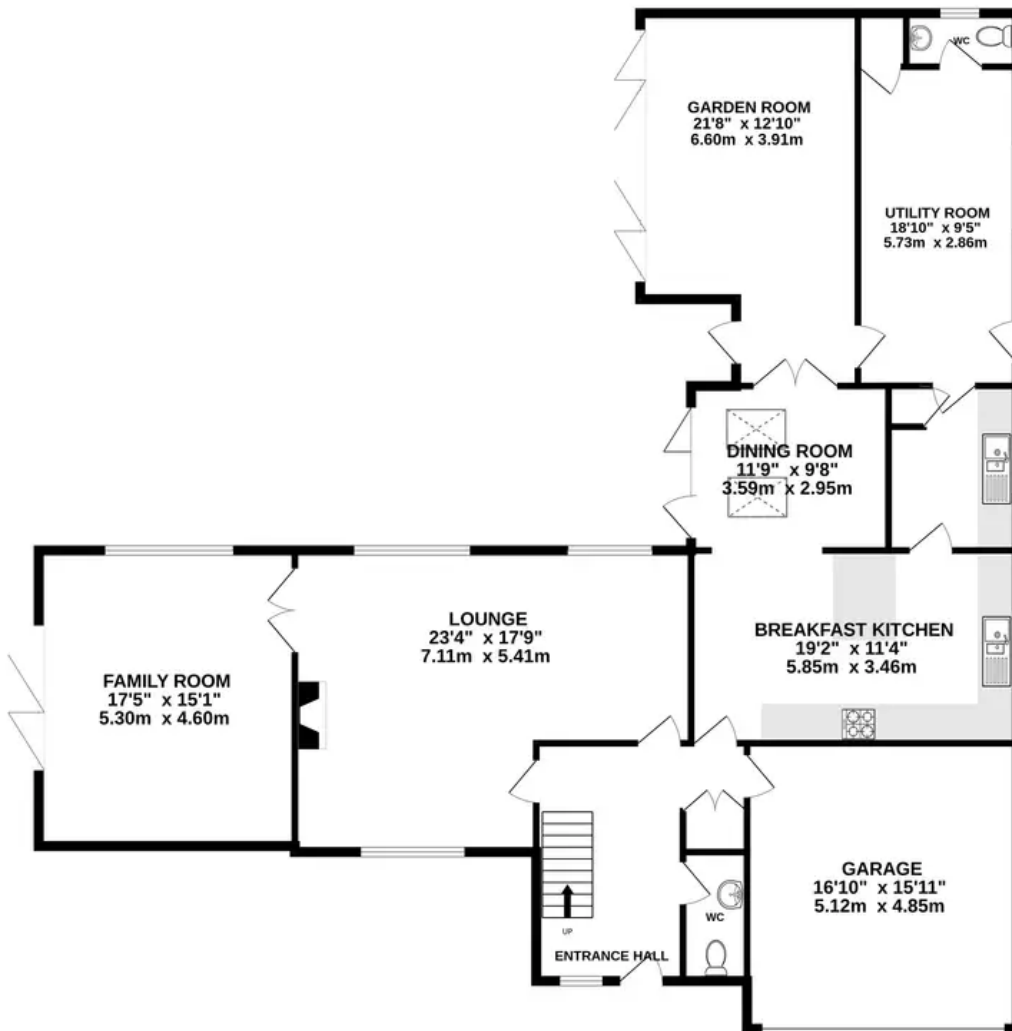 WC
GARDEN ROOM
21'8" x 12'10"
6.60m x 3.91m
UTILITY ROOM
18'10" x 9'5"
5.73m x 2.86m
DINING ROOM
11'9" x 9'8"
3.59m x 2.95m
LOUNGE
23'4" x 17'9"
7.11m x 5.41m
BREAKFAST KITCHEN
19'2" x 11'4"
5.85m x 3.46m
FAMILY ROOM
17'5" x 15'1"
5.30m x 4.60m
GARAGE
16'10" x 15'11"
5.12m x 4.85m
WC
UP
ENTRANCE HALL